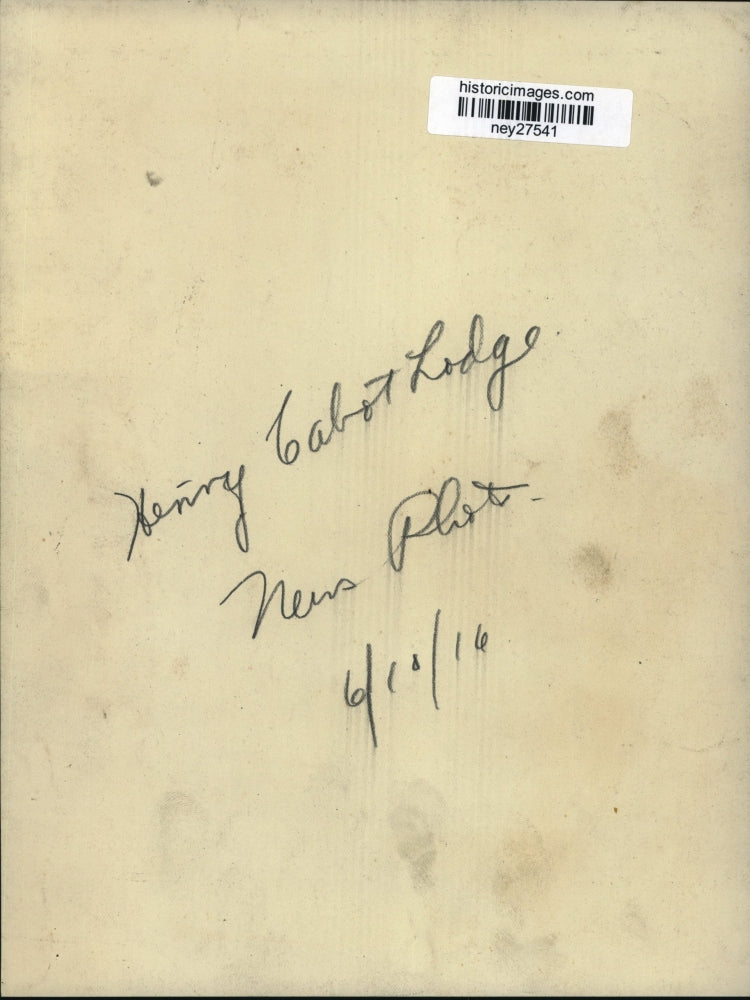 historicimages.com
ney27541
Henry Cabot Lodge
News Photo-
6/10/16